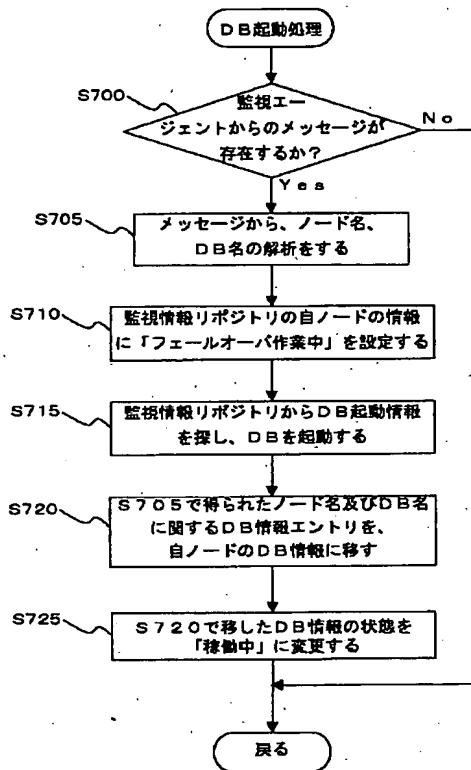 DB起動処理
S700
監視エー
ジェントからのメッセージが
存在するか？
No
Yes
S705
メッセージから、ノード名、
DB名の解析をする
S710
監視情報リポジトリの自ノードの情報
に「フェールオーバ作業中」を設定する
S715
監視情報リポジトリからDB起動情報
を探し、DBを起動する
S720
S705で得られたノード名及びDB名
に関するDB情報エントリを、
自ノードのDB情報に移す
S725
S720で移したDB情報の状態を
「稼働中」に変更する
戻る